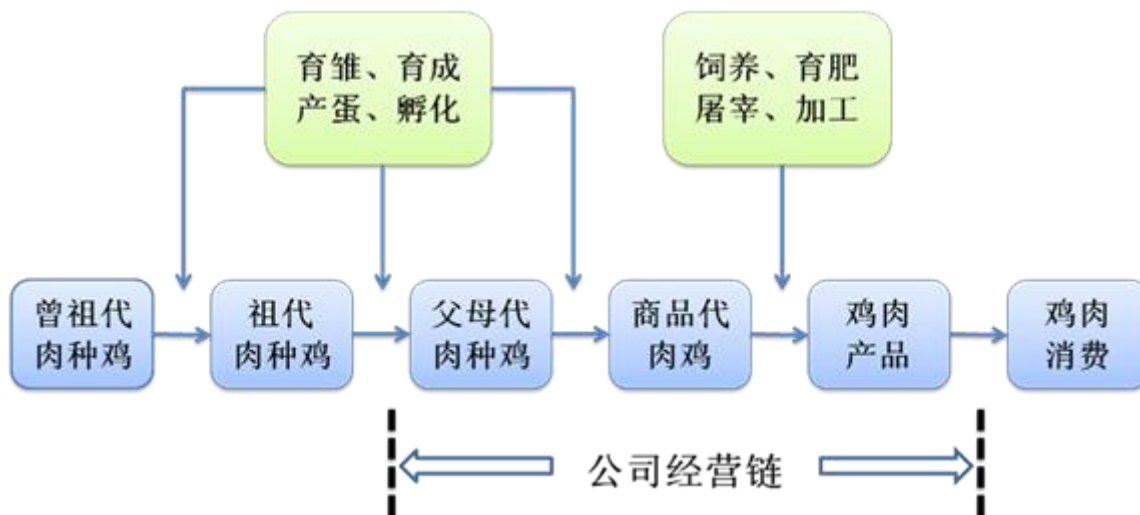 育雏、育成
产蛋、孵化
饲养、育肥
屠宰、加工
曾祖代
肉种鸡
祖代
肉种鸡
父母代
肉种鸡
商品代
肉鸡
鸡肉
产品
鸡肉
消费
公司经营链